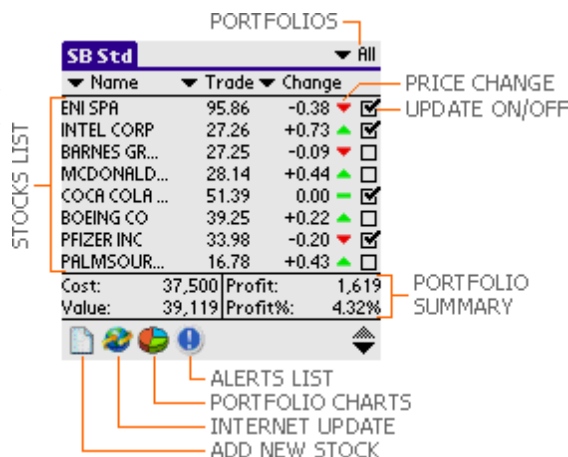 PORTFOLIOS
SB Std All
Name Trade Change
PRICE CHANGE
ENI SPA 95.86 -0.38
UPDATE ON/OFF
INTEL CORP 27.26 +0.73
BARNES GR... 27.25 -0.09
MCDONALD... 28.14 +0.44
COCA COLA ... 51.39 0.00
BOEING CO 39.25 +0.22
PFIZER INC 33.98 -0.20
PALMSOUR... 16.78 +0.43
STOCKS LIST
Cost: 37,500 Profit: 1,619
Value: 39,119 Profit%: 4.32%
PORTFOLIO
SUMMARY
ALERTS LIST
PORTFOLIO CHARTS
INTERNET UPDATE
ADD NEW STOCK